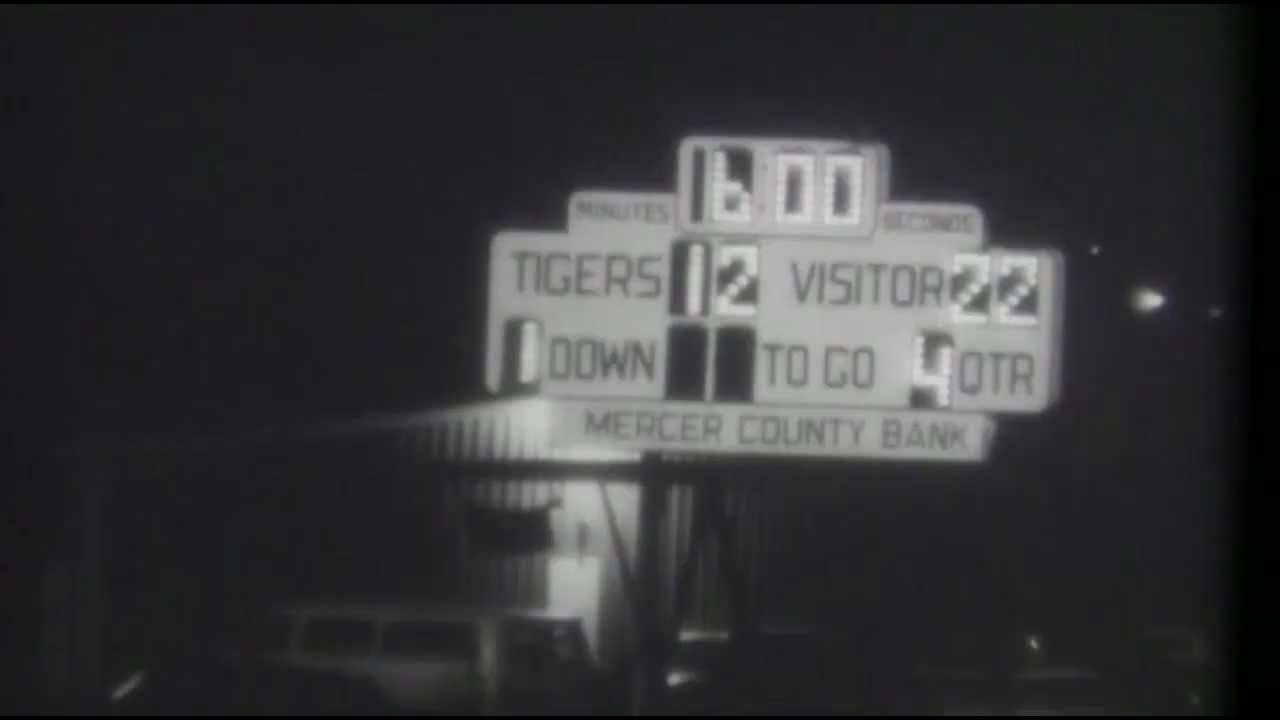 6:00
MINUTES SECONDS
TIGERS 12 VISITOR 22
1 DOWN TO GO 4 QTR
MERCER COUNTY BANK